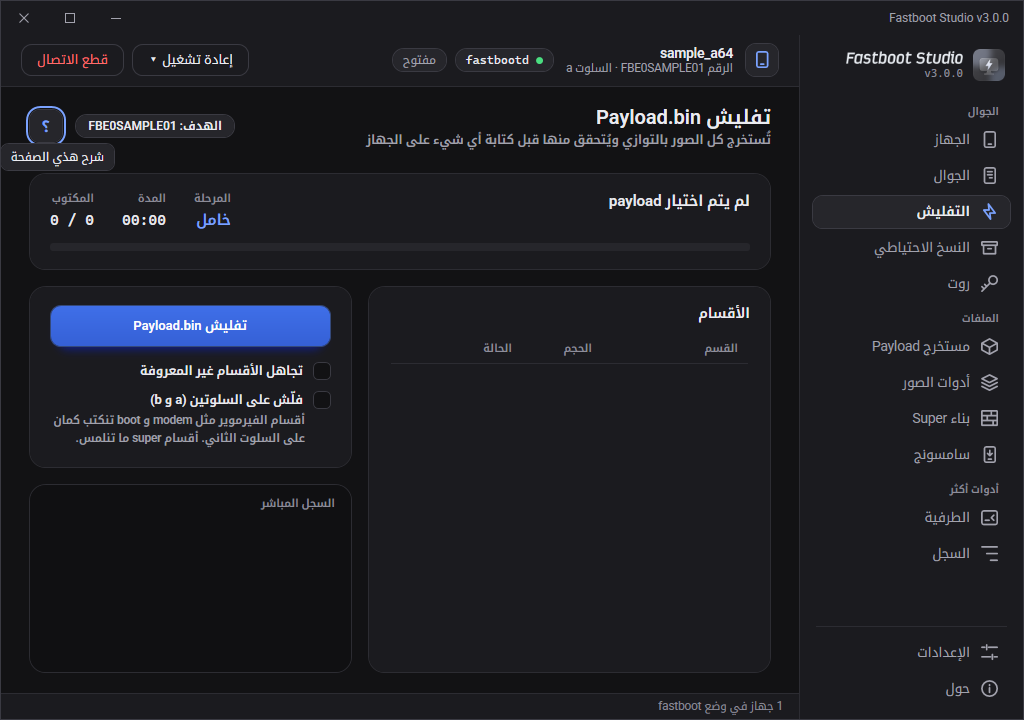 Fastboot Studio v3.0.0
Fastboot Studio
v3.0.0
الجوال
الجهاز
الجوال
التفليش
النسخ الاحتياطي
روت
الملفات
مستخرج Payload
أدوات الصور
بناء Super
سامسونج
أدوات أكثر
الطرفية
السجل
الإعدادات
حول
sample_a64
الرقم FBE0SAMPLE01 · السلوت a
fastbootd
مفتوح
إعادة تشغيل
قطع الاتصال
تفليش Payload.bin
تُستخرج كل الصور بالتوازي ويُتحقق منها قبل كتابة أي شيء على الجهاز
الهدف: FBE0SAMPLE01
؟
شرح هذي الصفحة
لم يتم اختيار payload
المرحلة
خامل
المدة
00:00
المكتوب
0 / 0
الأقسام
القسم الحجم الحالة
تفليش Payload.bin
تجاهل الأقسام غير المعروفة
فلّش على السلوتين (a و b)
أقسام الفيرموير مثل modem و boot تنكتب كمان
على السلوت الثاني. أقسام super ما تنلمس.
السجل المباشر
1 جهاز في وضع fastboot